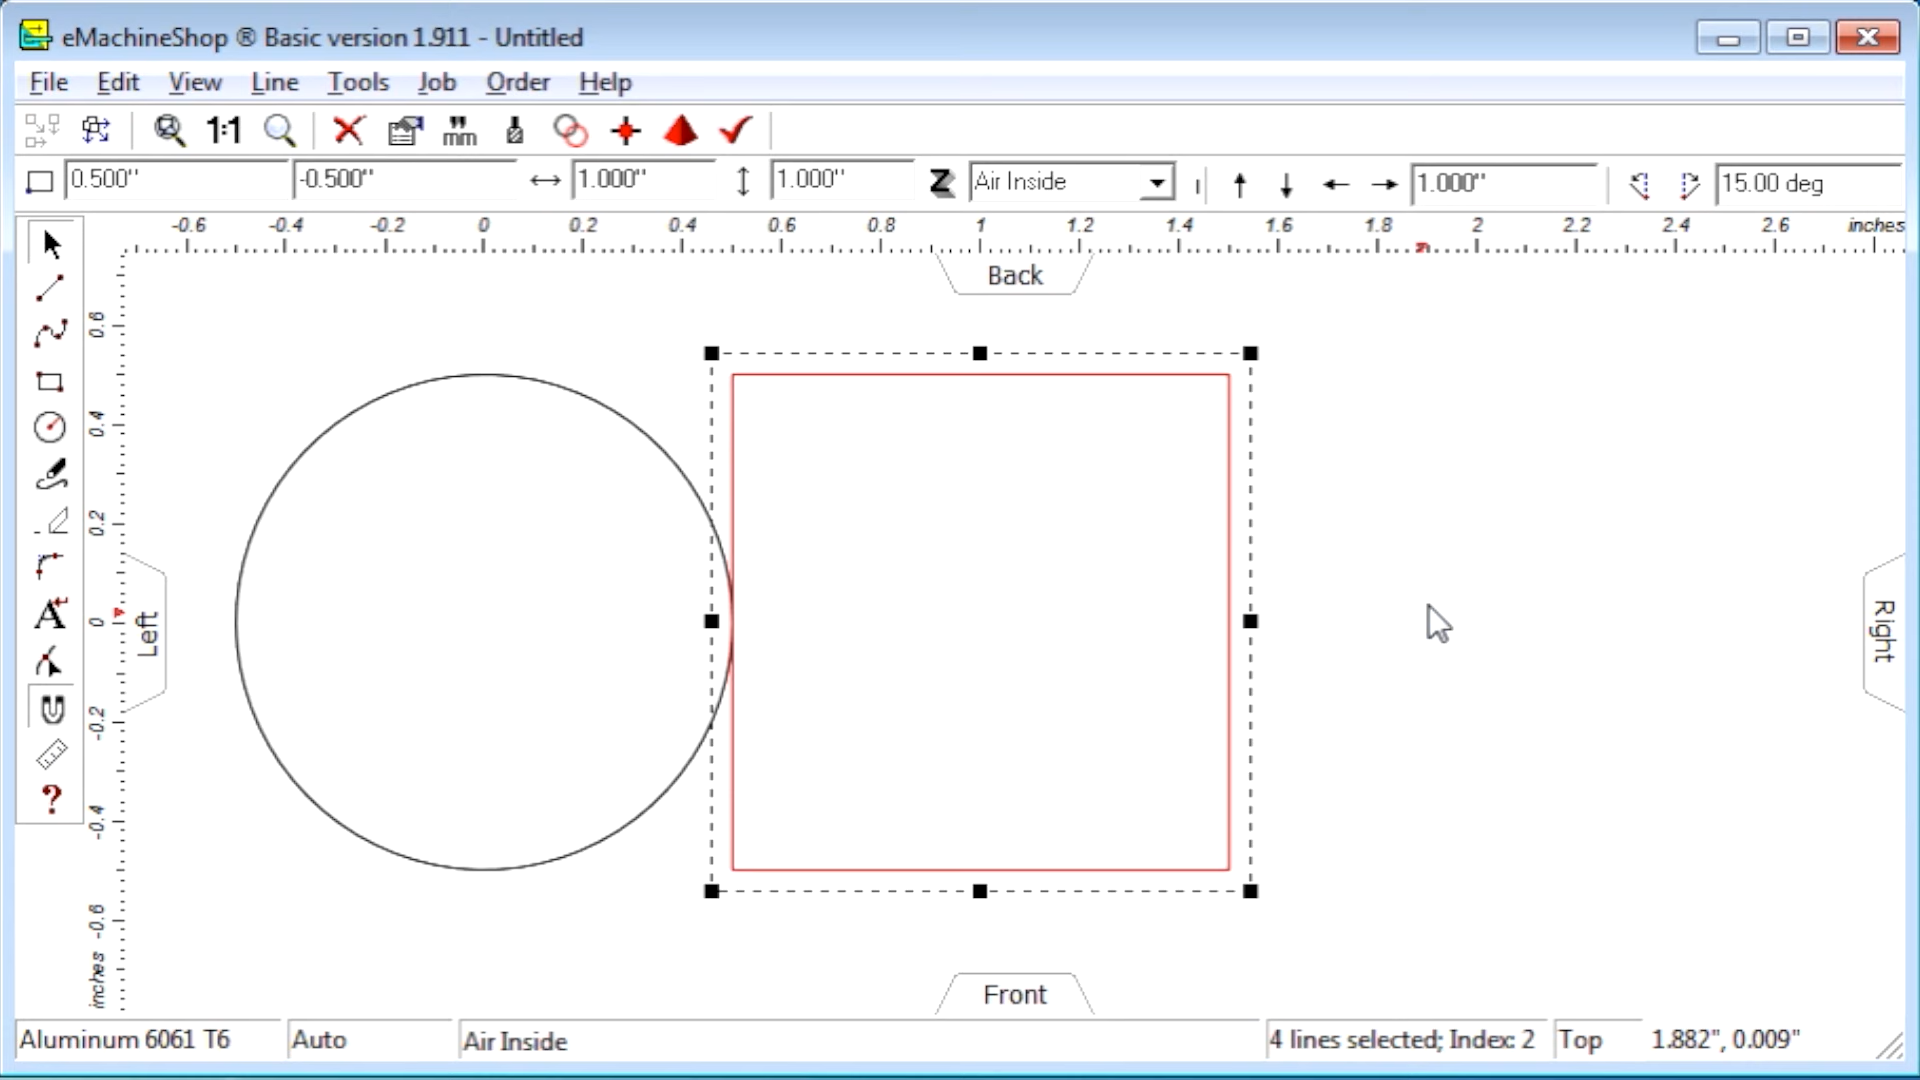 eMachineShop ® Basic version 1.911 - Untitled
File Edit View Line Tools Job Order Help
1:1 mm
0.500" -0.500" 1.000" 1.000" Z Air Inside 1.000" 15.00 deg
-0.6 -0.4 -0.2 0 0.2 0.4 0.6 0.8 1 1.2 1.4 1.6 1.8 2 2.2 2.4 2.6 inches
Back
0.6
0.4
0.2
0
-0.2
-0.4
-0.6
inches
A
?
Left
Right
Front
Aluminum 6061 T6 Auto Air Inside 4 lines selected; Index: 2 Top 1.882", 0.009"